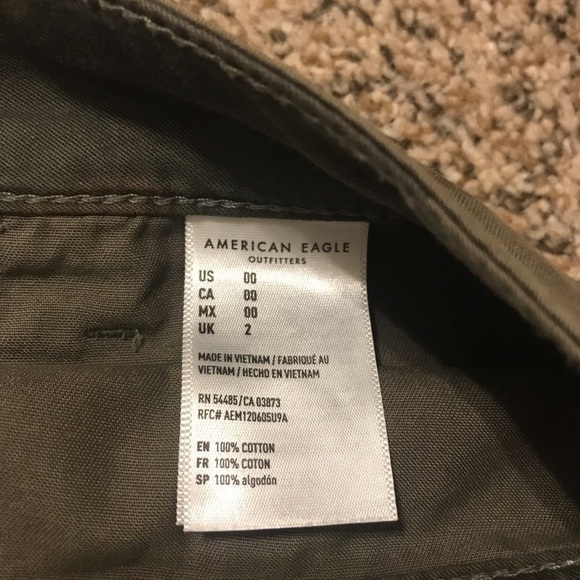 AMERICAN EAGLE
OUTFITTERS
US 00
CA 00
MX 00
UK 2
MADE IN VIETNAM / FABRIQUÉ AU
VIETNAM / HECHO EN VIETNAM
RN 54485/CA 03873
RFC# AEM120605U9A
EN 100% COTTON
FR 100% COTON
SP 100% algodón